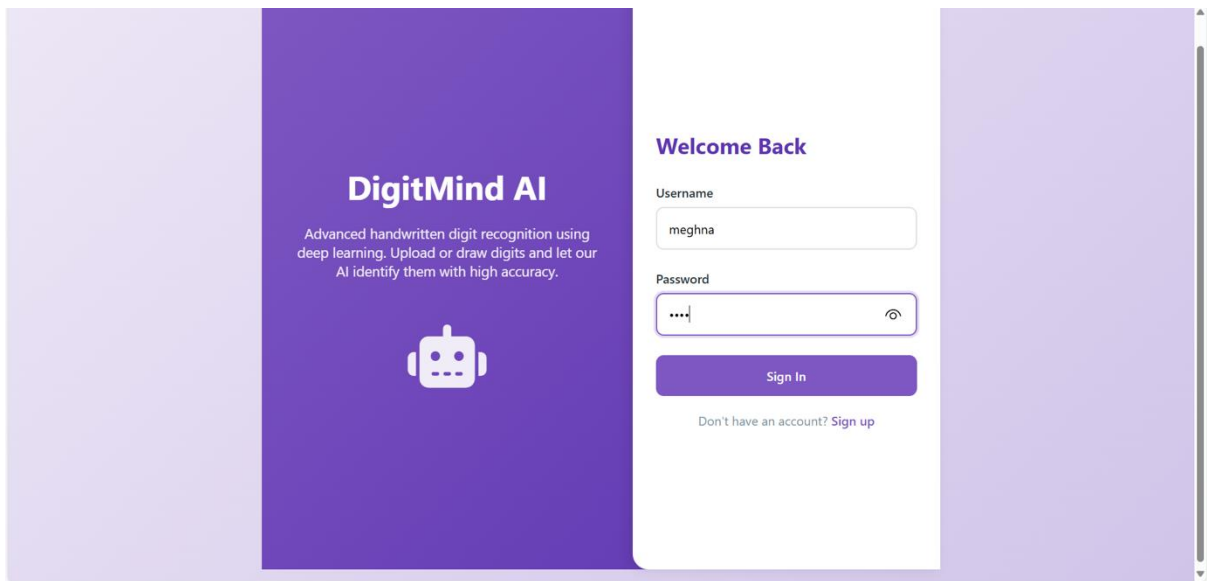 DigitMind AI
Advanced handwritten digit recognition using
deep learning. Upload or draw digits and let our
AI identify them with high accuracy.
Welcome Back
Username
meghna
Password
••••
Sign In
Don't have an account? Sign up